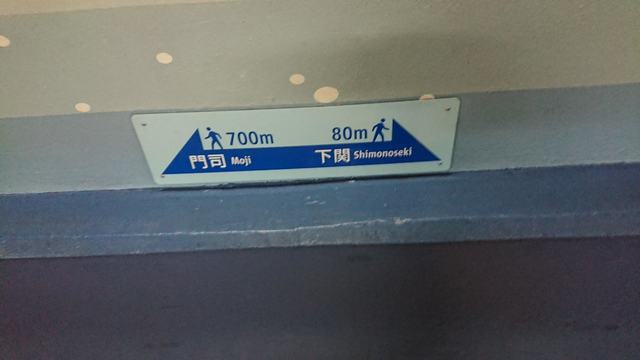 700m 80m
門司 Moji 下関 Shimonoseki